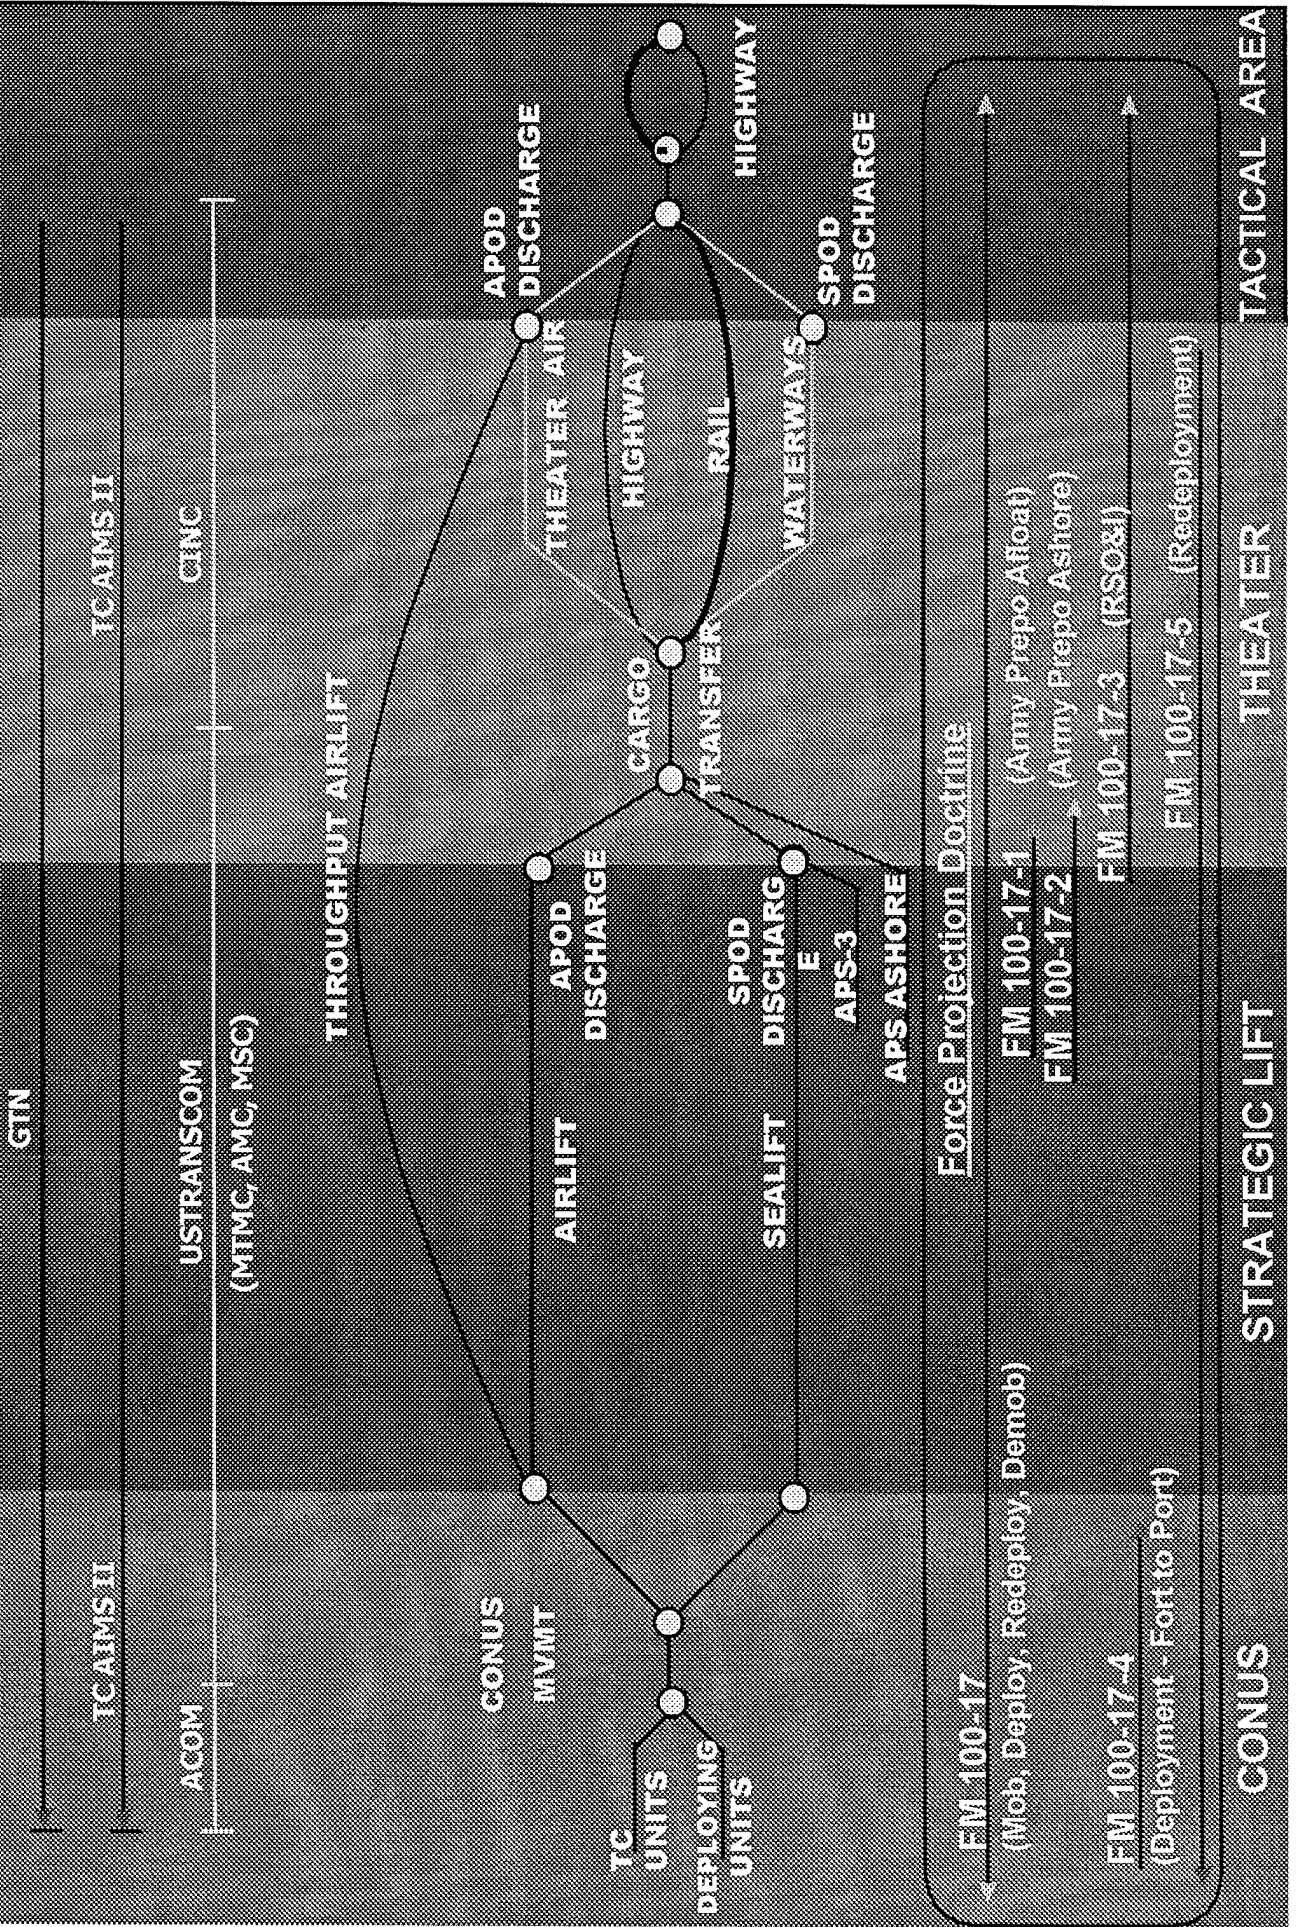 GTN
TC AIMS II
TC AIMS II
ACOM
USTRANSCOM
CINC
(MTMC, AMC, MSC)
THROUGHPUT AIRLIFT
CONUS
MVMT
AIRLIFT
APOD
DISCHARGE
THEATER AIR
APOD
DISCHARGE
TC
UNITS
DEPLOYING
UNITS
CARGO
TRANSFER
HIGHWAY
RAIL
HIGHWAY
SEALIFT
SPOD
DISCHARG
E
APS-3
APS ASHORE
WATERWAYS
SPOD
DISCHARGE
Force Projection Doctrine
FM 100-17
(Mob, Deploy, Redeploy, Demob)
FM 100-17-1 (Army Prepo Afloat)
FM 100-17-2 (Army Prepo Ashore)
FM 100-17-3 (RSO&I)
FM 100-17-4
(Deployment - Fort to Port)
FM 100-17-5 (Redeployment)
CONUS
STRATEGIC LIFT
THEATER
TACTICAL AREA